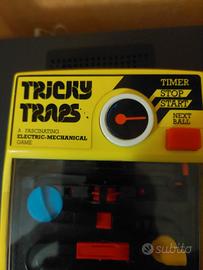 TRICKY
TRAPS
A FASCINATING
ELECTRIC-MECHANICAL
GAME
TIMER
STOP
START
NEXT
BALL
subito